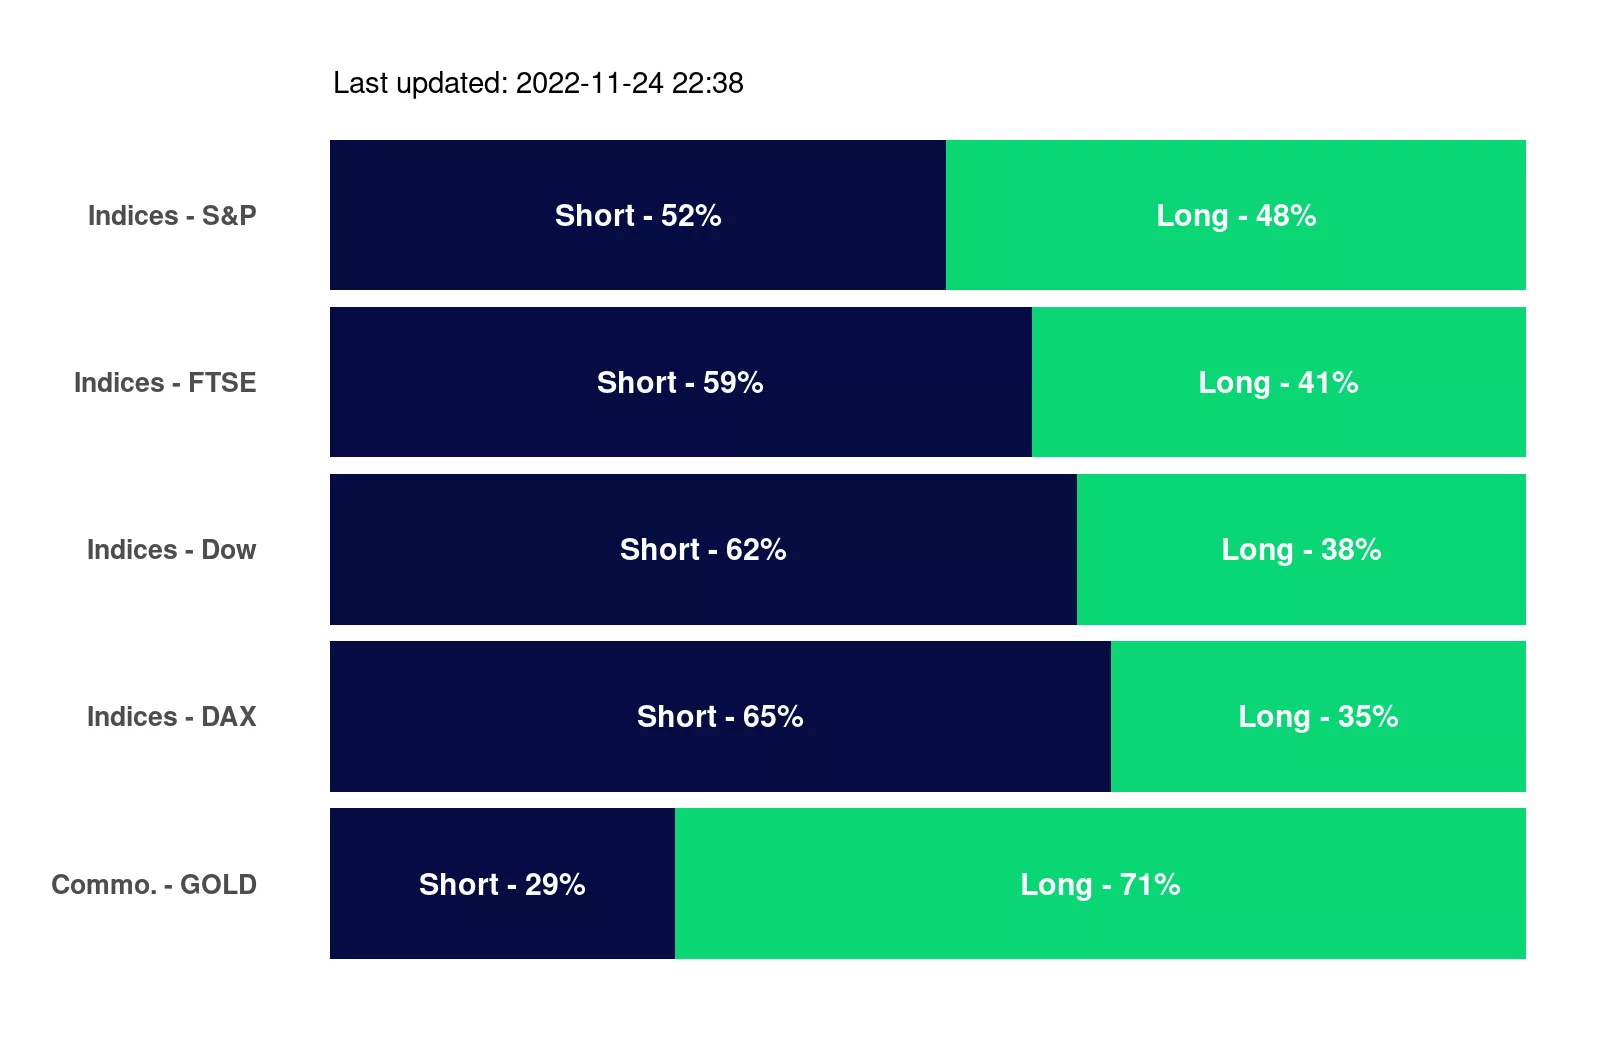 Last updated: 2022-11-24 22:38
Indices - S&P Short - 52% Long - 48%
Indices - FTSE Short - 59% Long - 41%
Indices - Dow Short - 62% Long - 38%
Indices - DAX Short - 65% Long - 35%
Commo. - GOLD Short - 29% Long - 71%